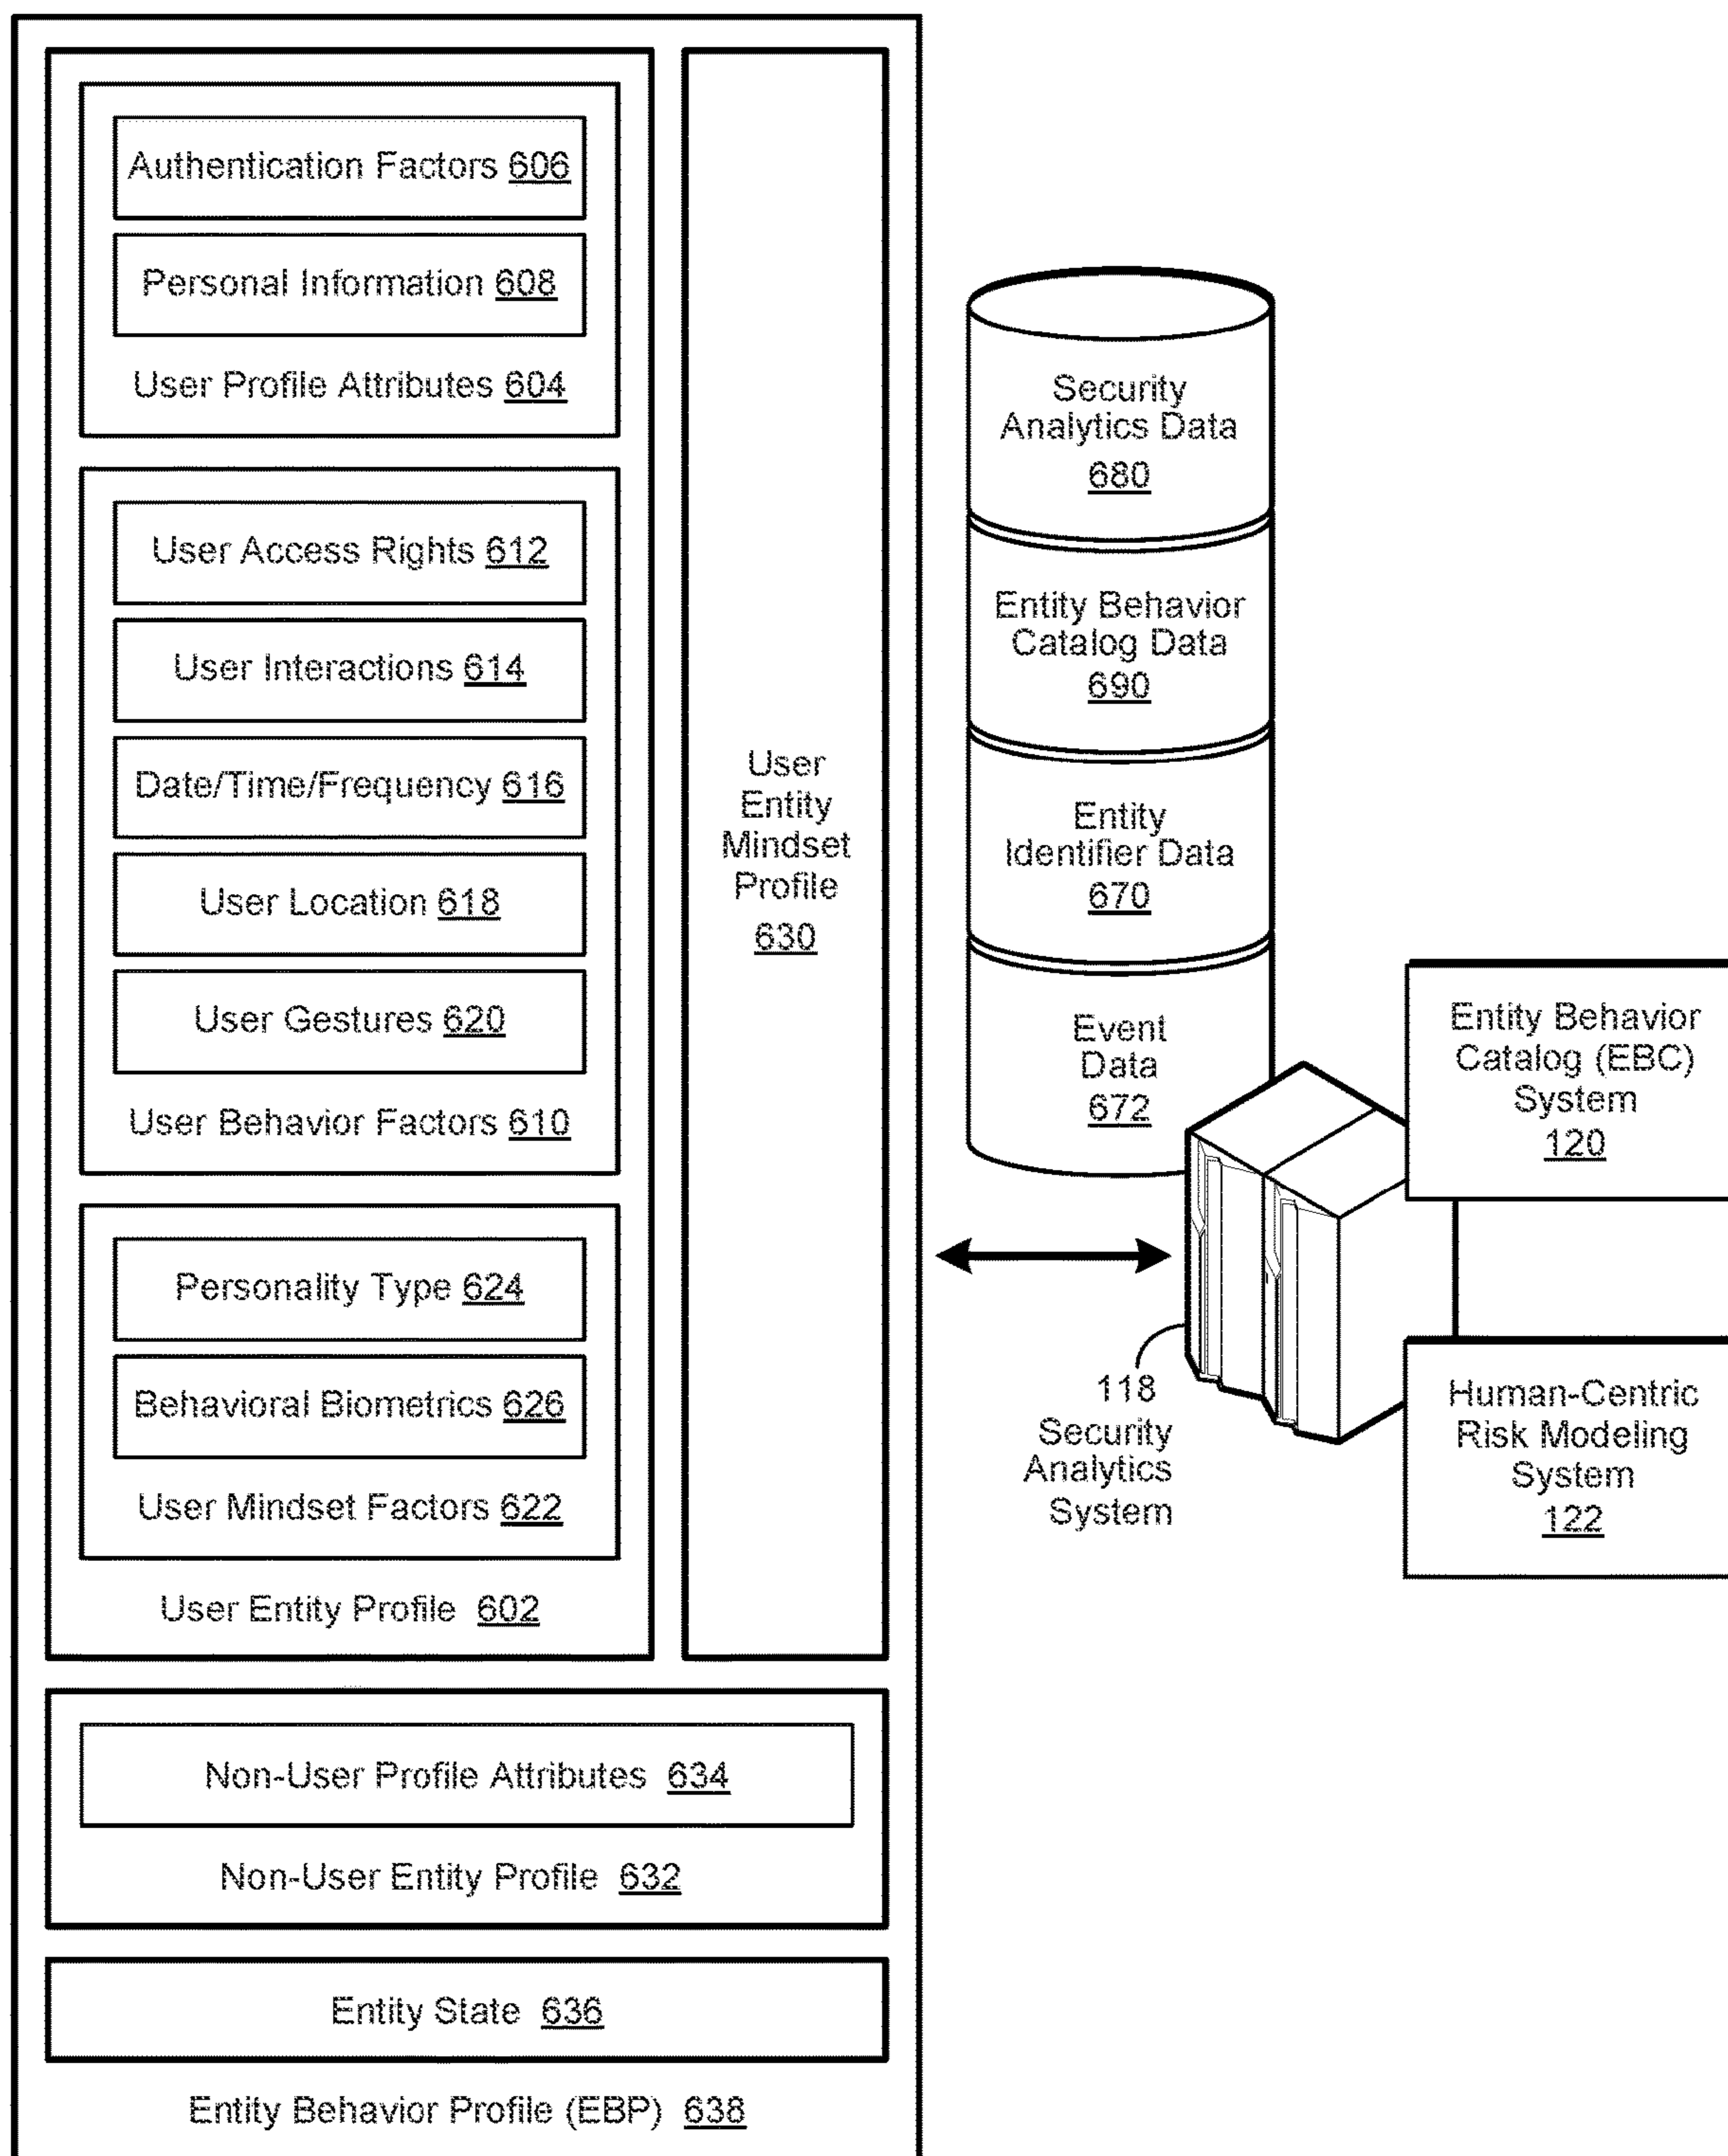 Authentication Factors 606
Personal Information 608
User Profile Attributes 604
User Access Rights 612
User Interactions 614
Date/Time/Frequency 616
User Location 618
User Gestures 620
User Behavior Factors 610
Personality Type 624
Behavioral Biometrics 626
User Mindset Factors 622
User Entity Profile 602
User
Entity
Mindset
Profile
630
Non-User Profile Attributes 634
Non-User Entity Profile 632
Entity State 636
Entity Behavior Profile (EBP) 638
Security
Analytics Data
680
Entity Behavior
Catalog Data
690
Entity
Identifier Data
670
Event
Data
672
118
Security
Analytics
System
Entity Behavior
Catalog (EBC)
System
120
Human-Centric
Risk Modeling
System
122